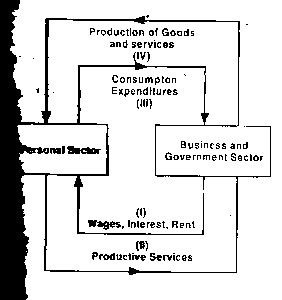 Production of Goods
and services
(IV)
Consumpton
Expenditures
(III)
Personal Sector
Business and
Government Sector
(I)
Wages, Interest, Rent
(II)
Productive Services